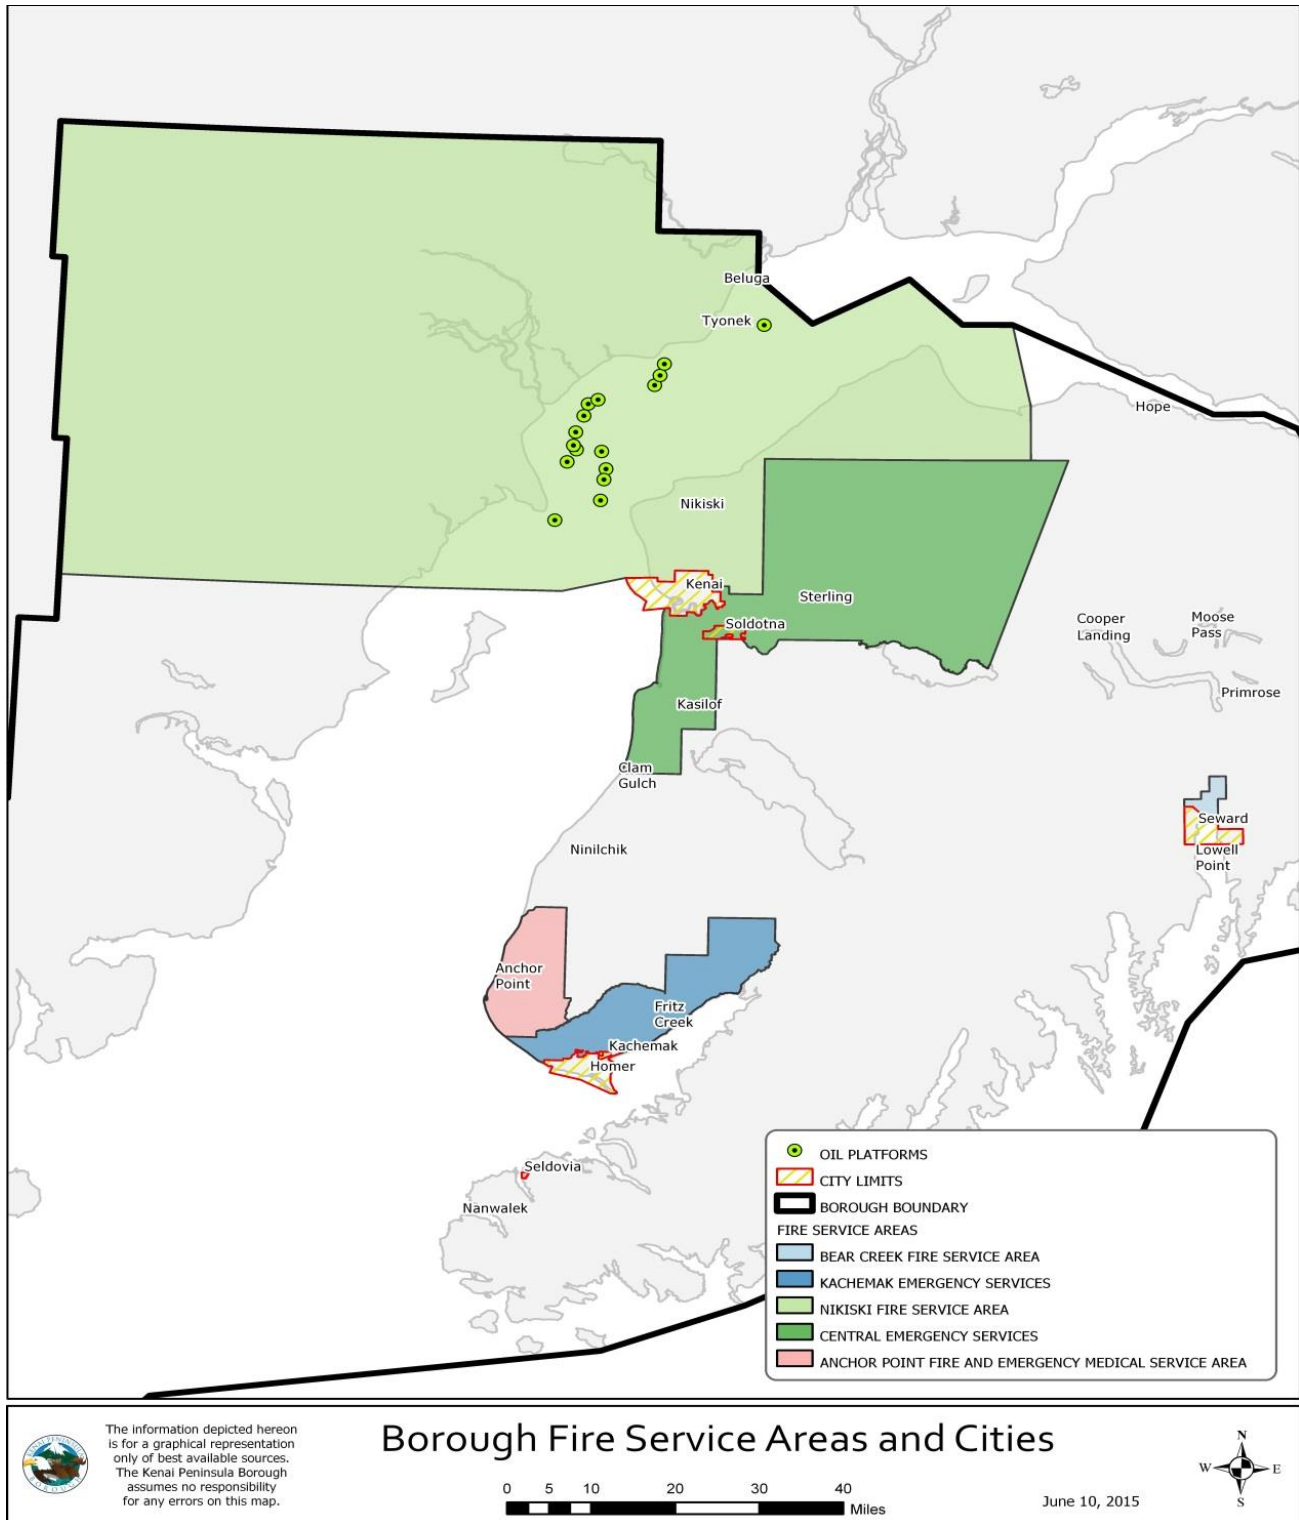 Beluga
Tyonek
Hope
Nikiski
Kenai
Sterling
Soldotna
Cooper
Landing
Moose
Pass
Primrose
Kasilof
Clam
Gulch
Seward
Lowell
Point
Ninilchik
Anchor
Point
Fritz
Creek
Kachemak
Homer
Seldovia
Nanwalek
OIL PLATFORMS
CITY LIMITS
BOROUGH BOUNDARY
FIRE SERVICE AREAS
BEAR CREEK FIRE SERVICE AREA
KACHEMAK EMERGENCY SERVICES
NIKISKI FIRE SERVICE AREA
CENTRAL EMERGENCY SERVICES
ANCHOR POINT FIRE AND EMERGENCY MEDICAL SERVICE AREA
KENAI PENINSULA
BOROUGH
The information depicted hereon
is for a graphical representation
only of best available sources.
The Kenai Peninsula Borough
assumes no responsibility
for any errors on this map.
Borough Fire Service Areas and Cities
0 5 10 20 30 40
Miles
June 10, 2015
N
W E
S